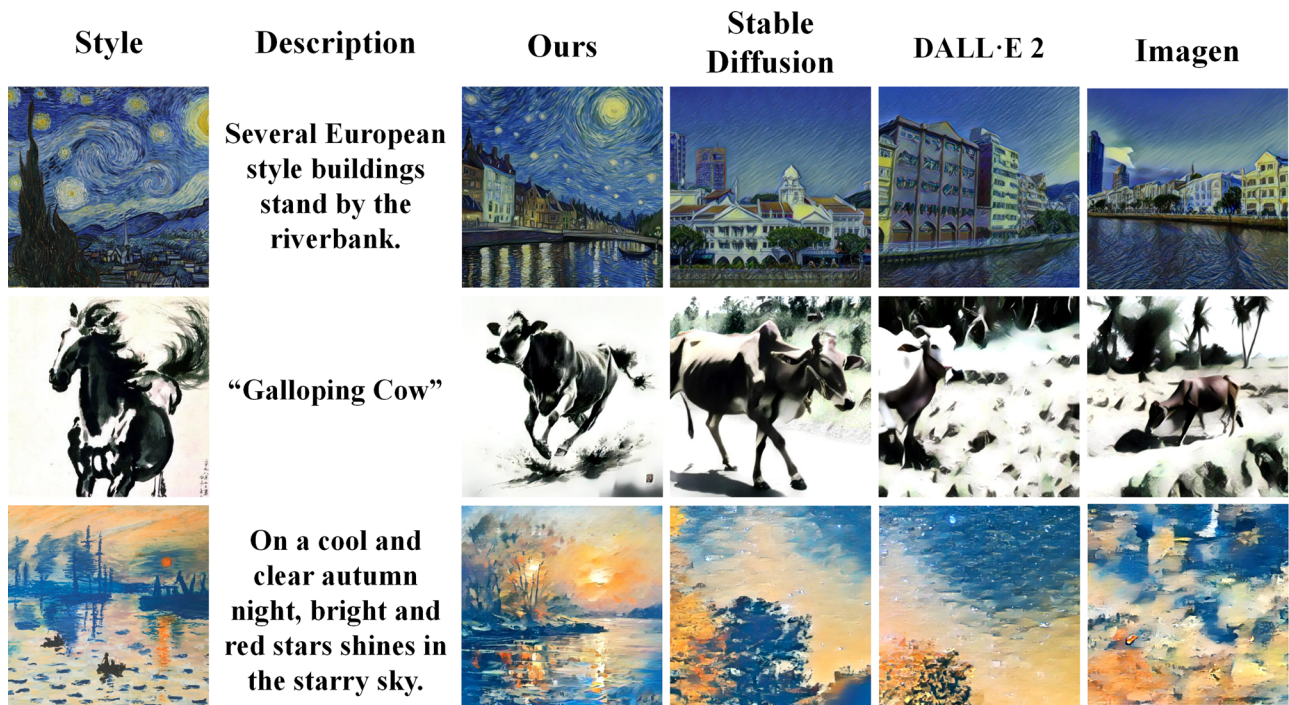 Style
Description
Ours
Stable
Diffusion
DALL·E 2
Imagen
Several European
style buildings
stand by the
riverbank.
“Galloping Cow”
On a cool and
clear autumn
night, bright and
red stars shines in
the starry sky.